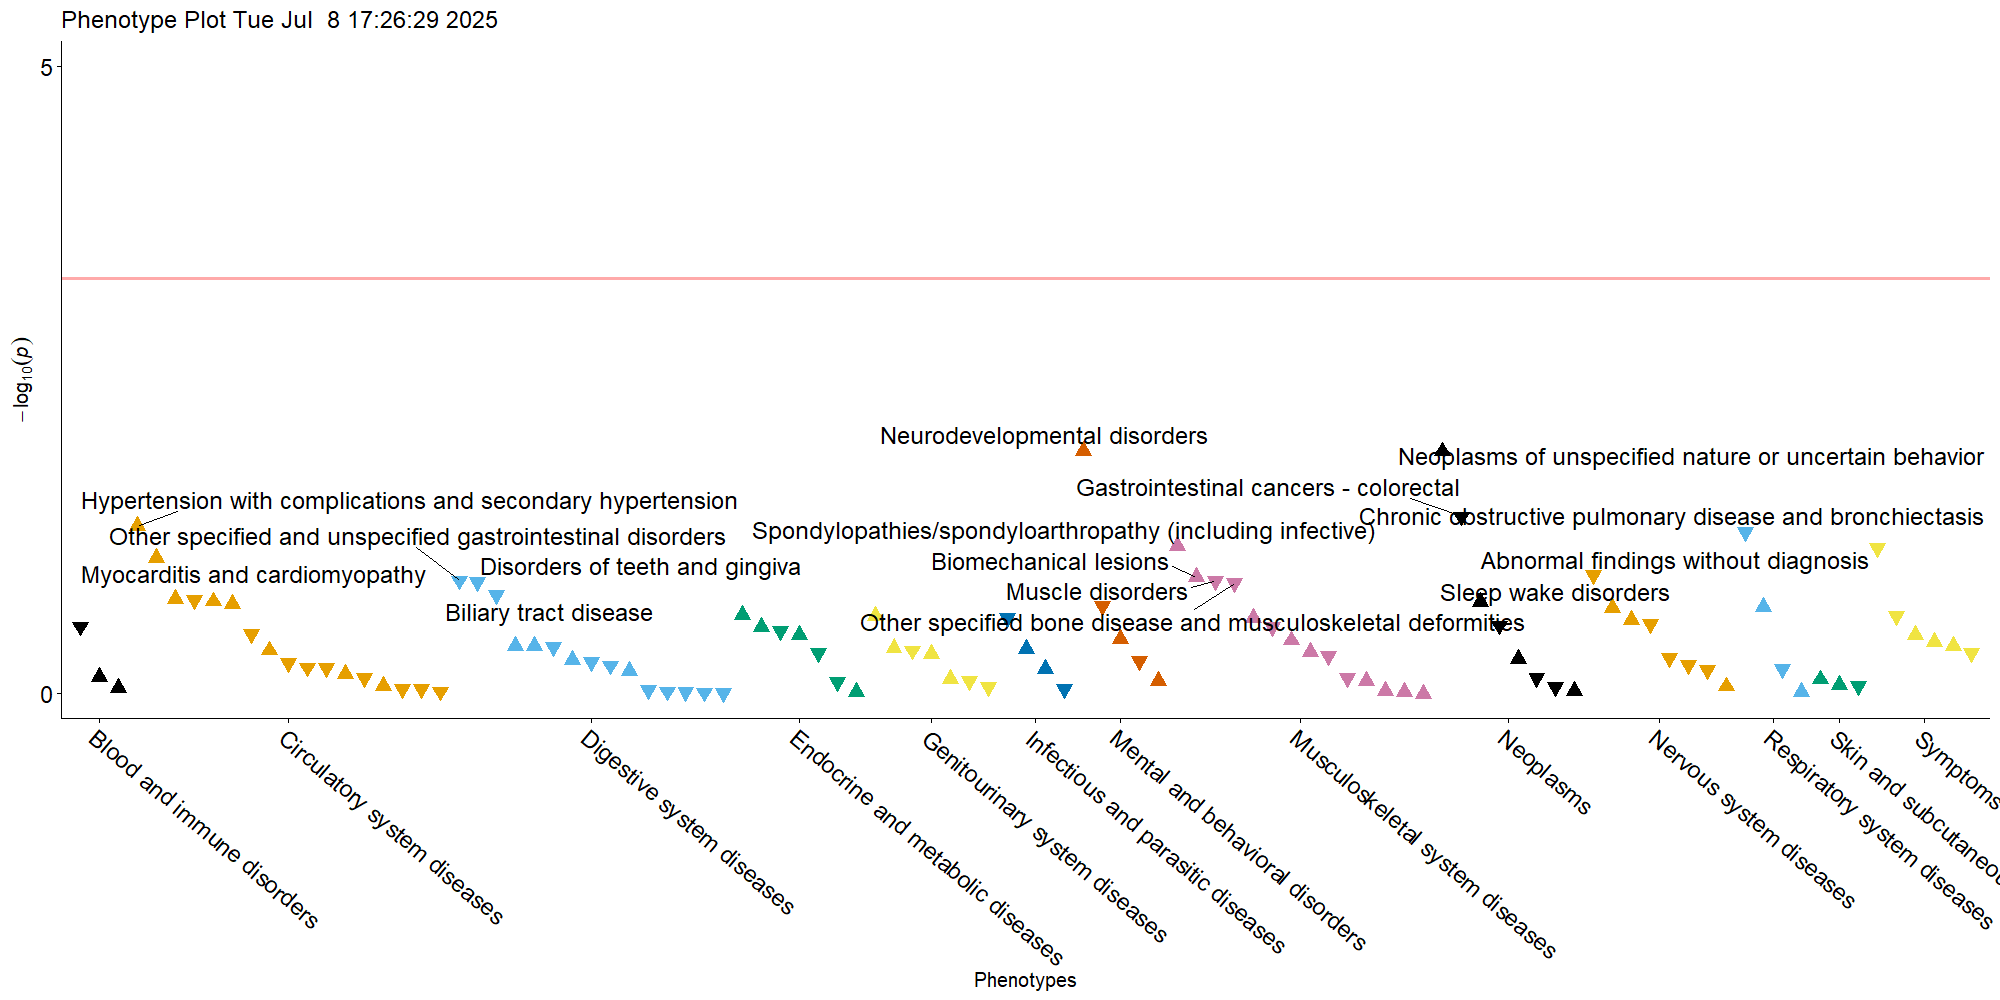 Phenotype Plot Tue Jul  8 17:26:29 2025
5
−log10(p)
Neurodevelopmental disorders
Neoplasms of unspecified nature or uncertain behavior
Gastrointestinal cancers - colorectal
Hypertension with complications and secondary hypertension
Chronic obstructive pulmonary disease and bronchiectasis
Spondylopathies/spondyloarthropathy (including infective)
Other specified and unspecified gastrointestinal disorders
Biomechanical lesions
Abnormal findings without diagnosis
Disorders of teeth and gingiva
Myocarditis and cardiomyopathy
Muscle disorders
Sleep wake disorders
Biliary tract disease
Other specified bone disease and musculoskeletal deformities
0
Blood and immune disorders
Circulatory system diseases
Digestive system diseases
Endocrine and metabolic diseases
Genitourinary system diseases
Infectious and parasitic diseases
Mental and behavioral disorders
Musculoskeletal system diseases
Neoplasms
Nervous system diseases
Respiratory system diseases
Skin and subcutaneou
Symptoms
Phenotypes